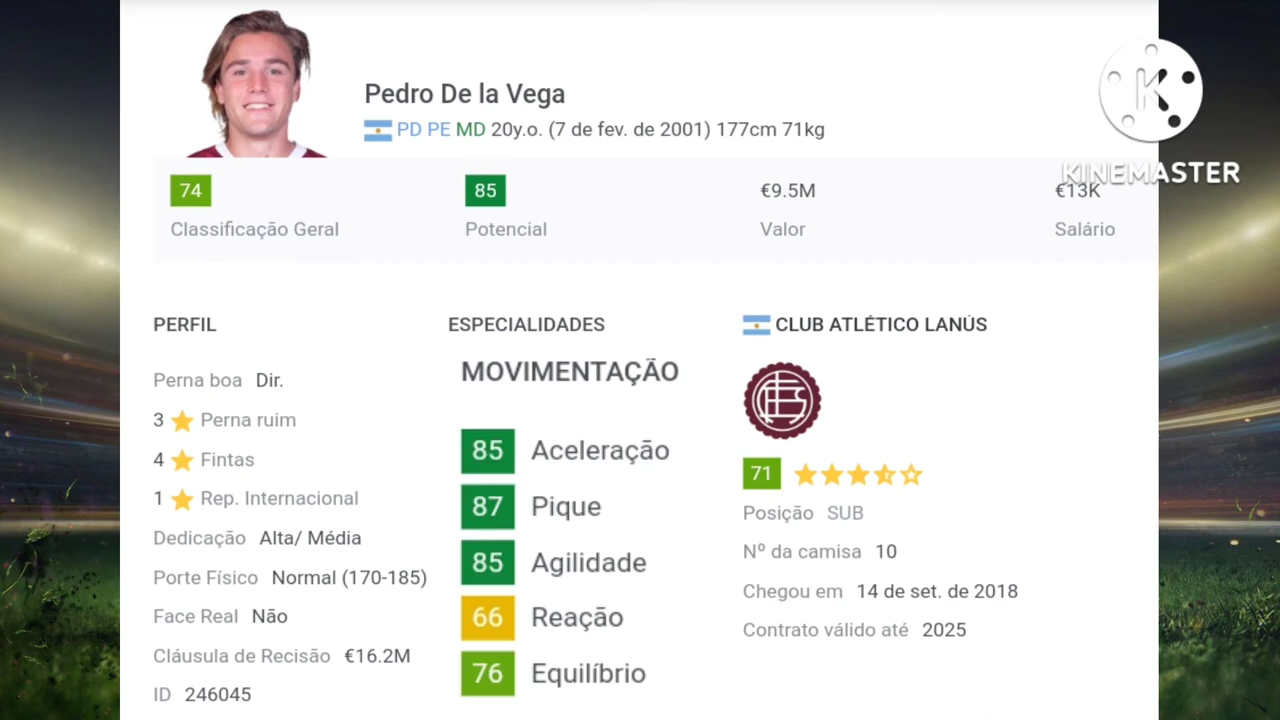 Pedro De la Vega
PD PE MD 20y.o. (7 de fev. de 2001) 177cm 71kg
K
KINEMASTER
74
85
€9.5M
€13K
Classificação Geral
Potencial
Valor
Salário
PERFIL
Perna boa Dir.
3 Perna ruim
4 Fintas
1 Rep. Internacional
Dedicação Alta/ Média
Porte Físico Normal (170-185)
Face Real Não
Cláusula de Recisão €16.2M
ID 246045
ESPECIALIDADES
MOVIMENTAÇÃO
85 Aceleração
87 Pique
85 Agilidade
66 Reação
76 Equilíbrio
CLUB ATLÉTICO LANÚS
71
Posição SUB
Nº da camisa 10
Chegou em 14 de set. de 2018
Contrato válido até 2025